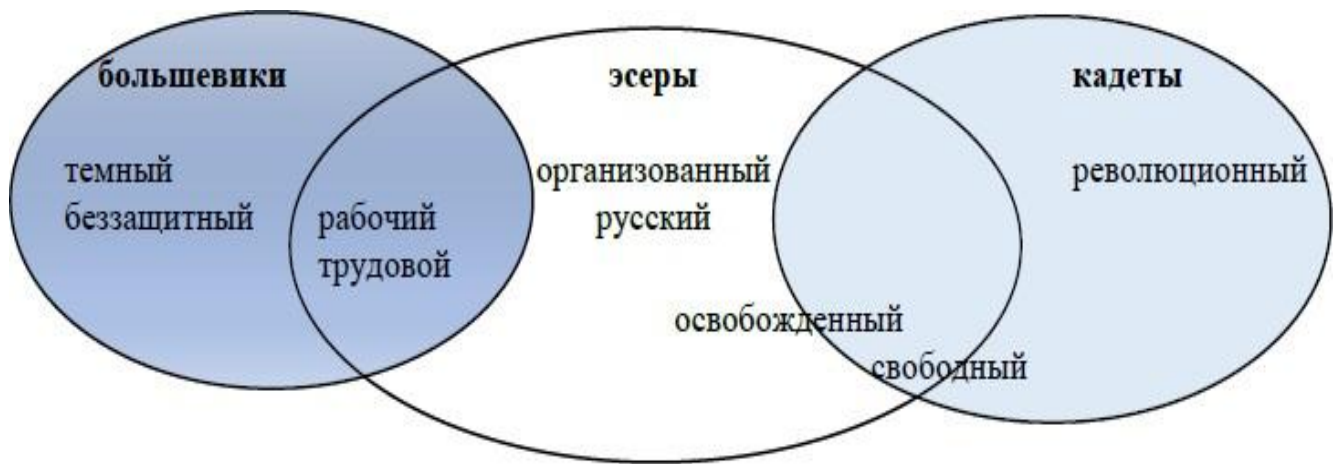 большевики
эсеры
кадеты
темный
беззащитный
рабочий
трудовой
организованный
русский
освобожденный
свободный
революционный